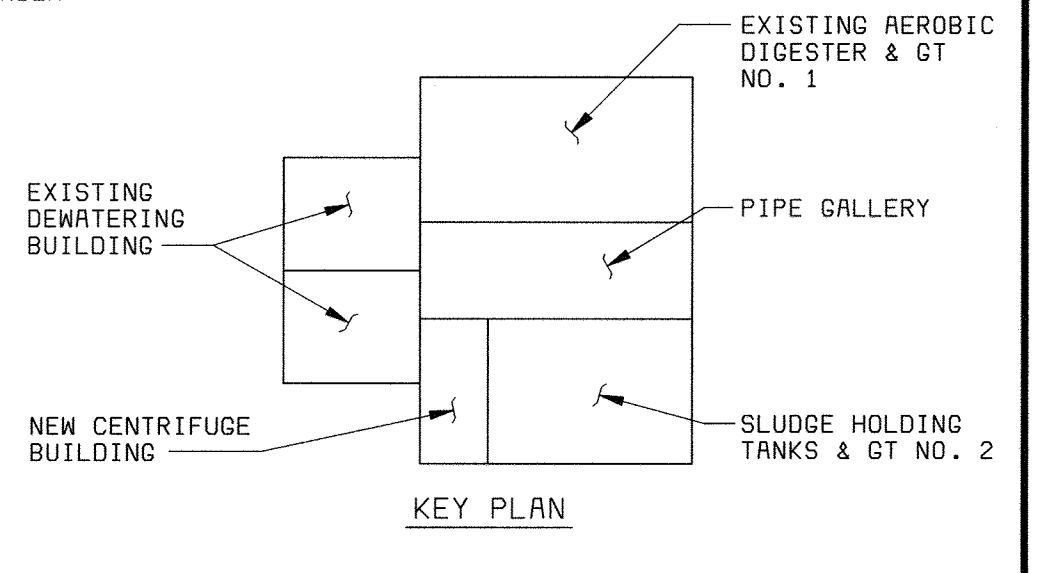 EXISTING AEROBIC
DIGESTER & GT
NO. 1
EXISTING
DEWATERING
BUILDING
PIPE GALLERY
NEW CENTRIFUGE
BUILDING
SLUDGE HOLDING
TANKS & GT NO. 2
KEY PLAN